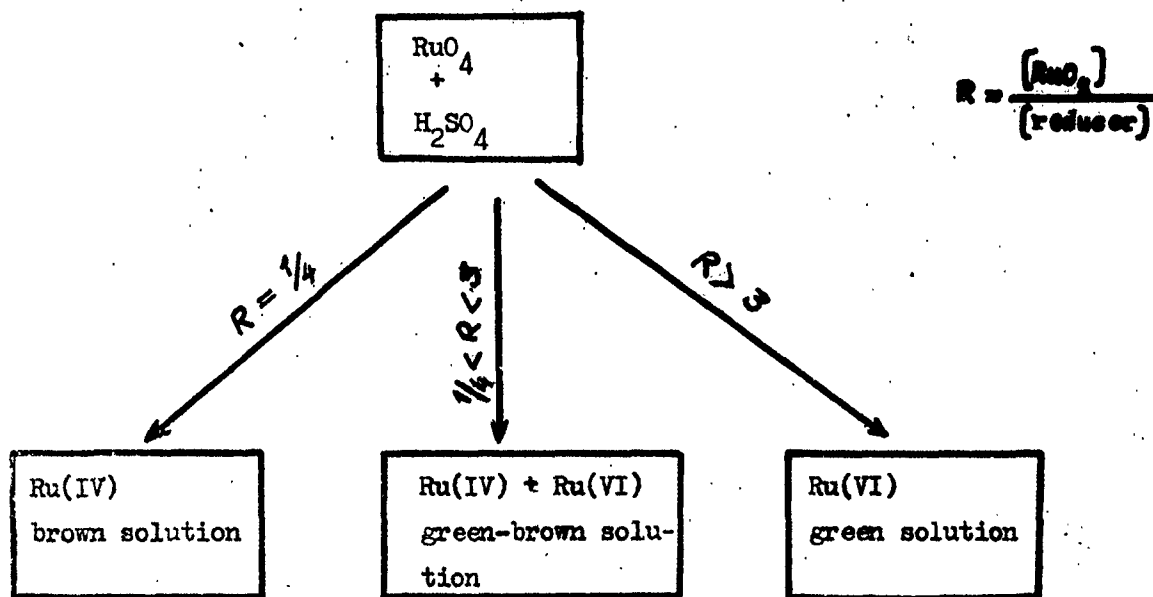 RuO4
+
H2SO4
R = [RuO4]
[reducer]
R = 1/4
1/4 < R < 3
R > 3
Ru(IV)
brown solution
Ru(IV) + Ru(VI)
green-brown solu-
tion
Ru(VI)
green solution